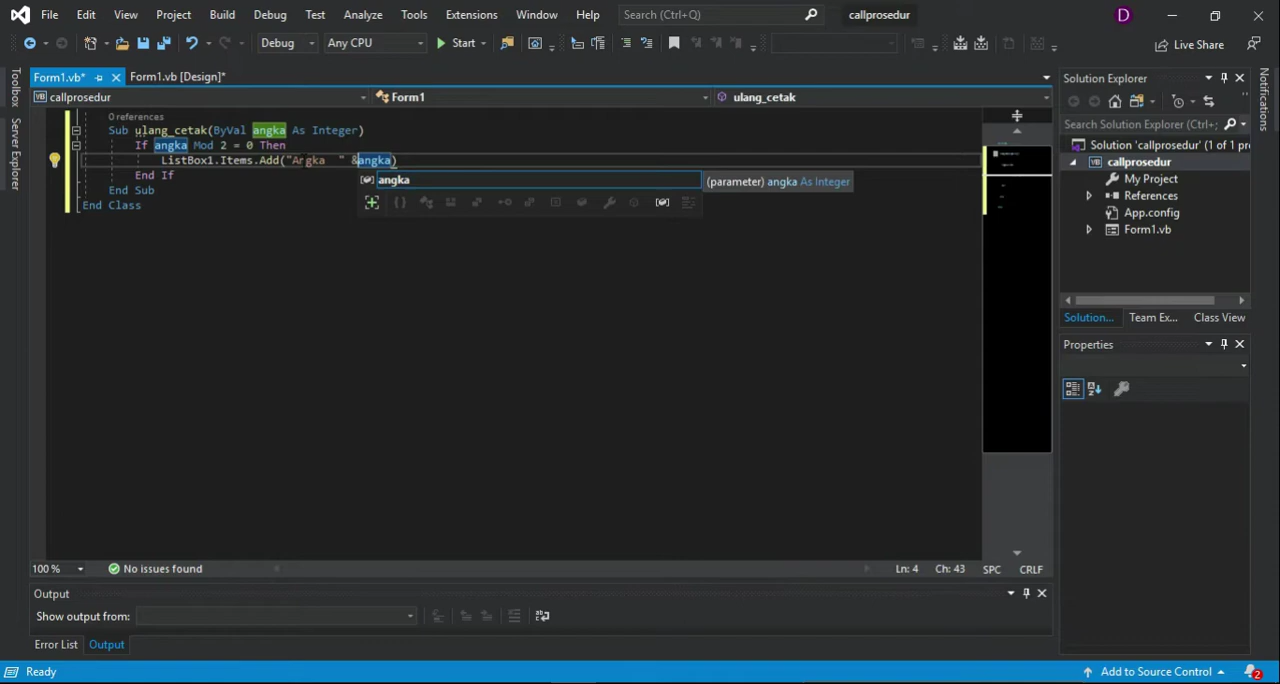 File Edit View Project Build Debug Test Analyze Tools Extensions Window Help Search (Ctrl+Q) callprosedur D
Debug Any CPU Start Live Share
Form1.vb* Form1.vb [Design]*
callprosedur Form1 ulang_cetak
0 references
Sub ulang_cetak(ByVal angka As Integer)
If angka Mod 2 = 0 Then
ListBox1.Items.Add("Argka  " &angka)
End If
End Sub
End Class
angka
(parameter) angka As Integer
100 % No issues found Ln: 4 Ch: 43 SPC CRLF
Output
Show output from:
Error List Output
Ready Add to Source Control 2
Toolbox
Server Explorer
Solution Explorer
Search Solution Explorer (Ctrl+;
Solution 'callprosedur' (1 of 1 pr
callprosedur
My Project
References
App.config
Form1.vb
Solution... Team Ex... Class View
Properties
Notifications